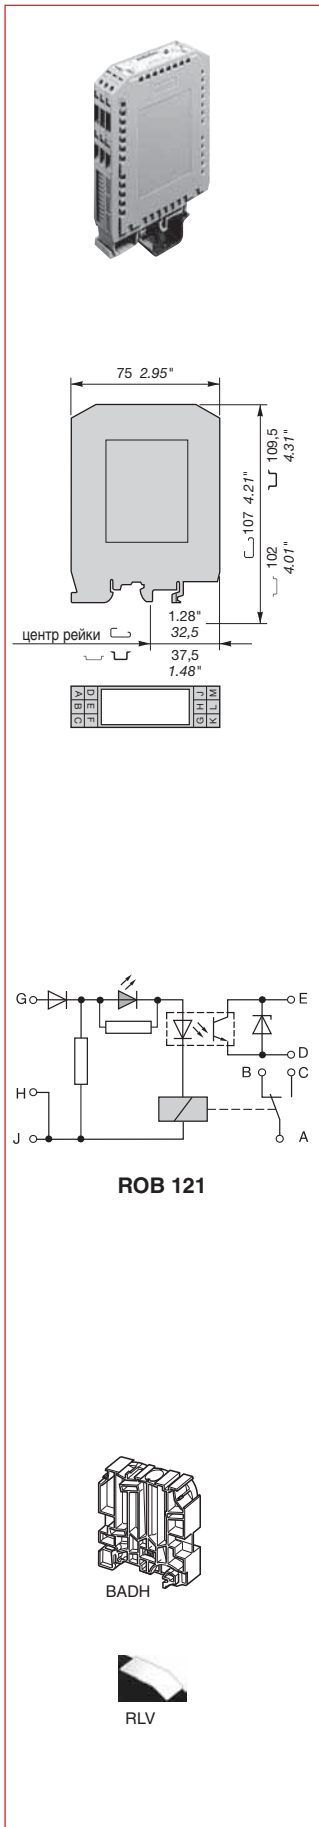 75 2.95"
107 4.21"
109,5
4.31"
102
4.01"
1.28"
32,5
центр рейки
37,5
1.48"
A D
B E
C F
J M
H L
G K
G
E
D
H
B
C
J
A
ROB 121
BADH
RLV